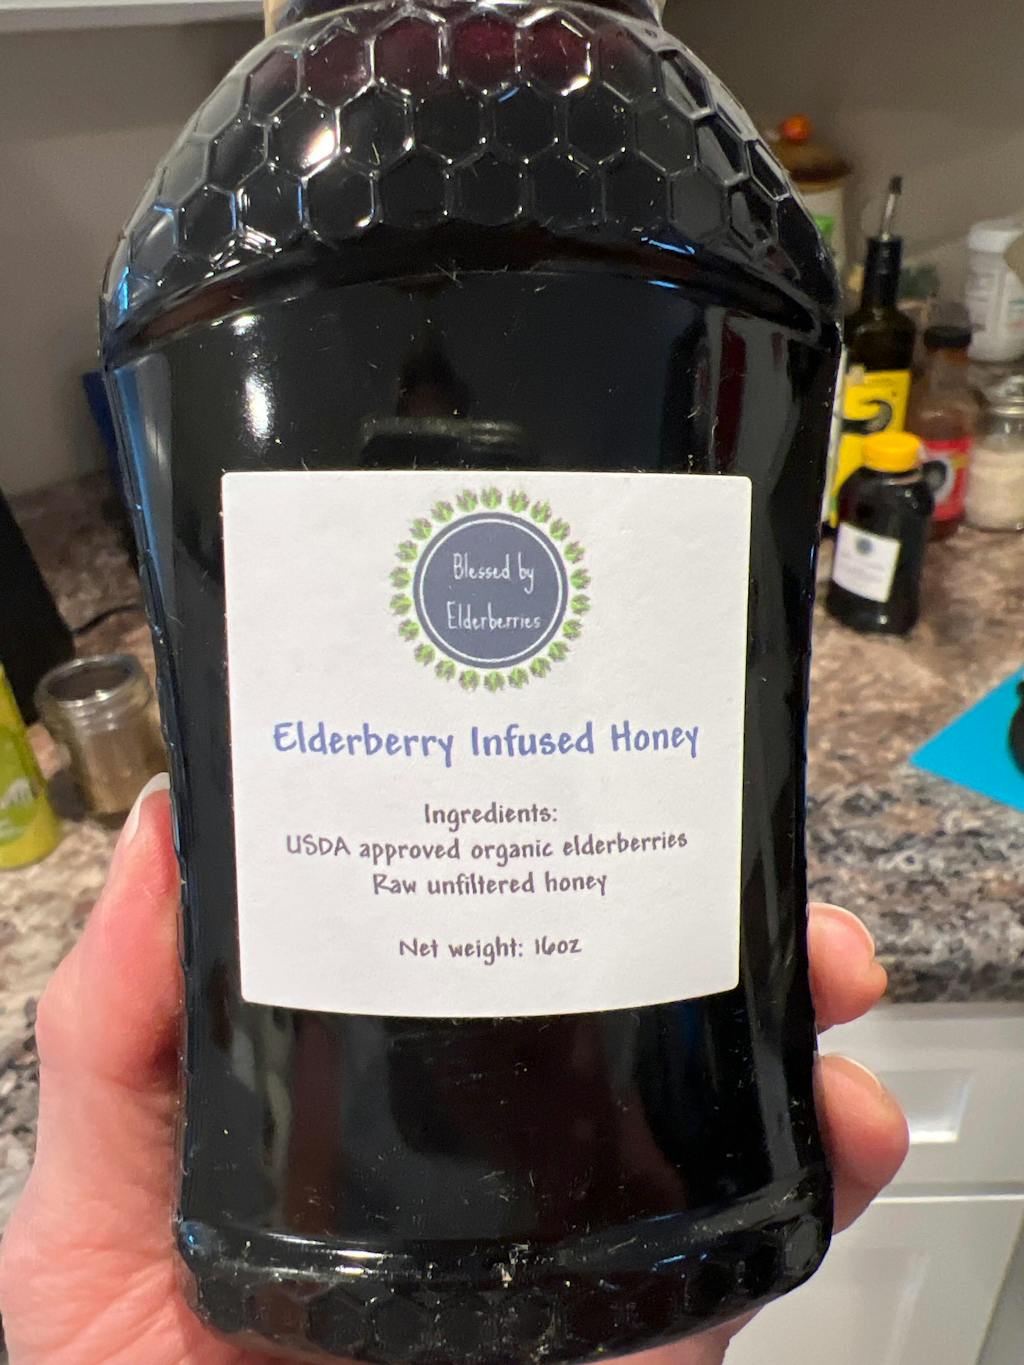 Blessed by
Elderberries
Elderberry Infused Honey
Ingredients:
USDA approved organic elderberries
Raw unfiltered honey
Net weight: 16oz